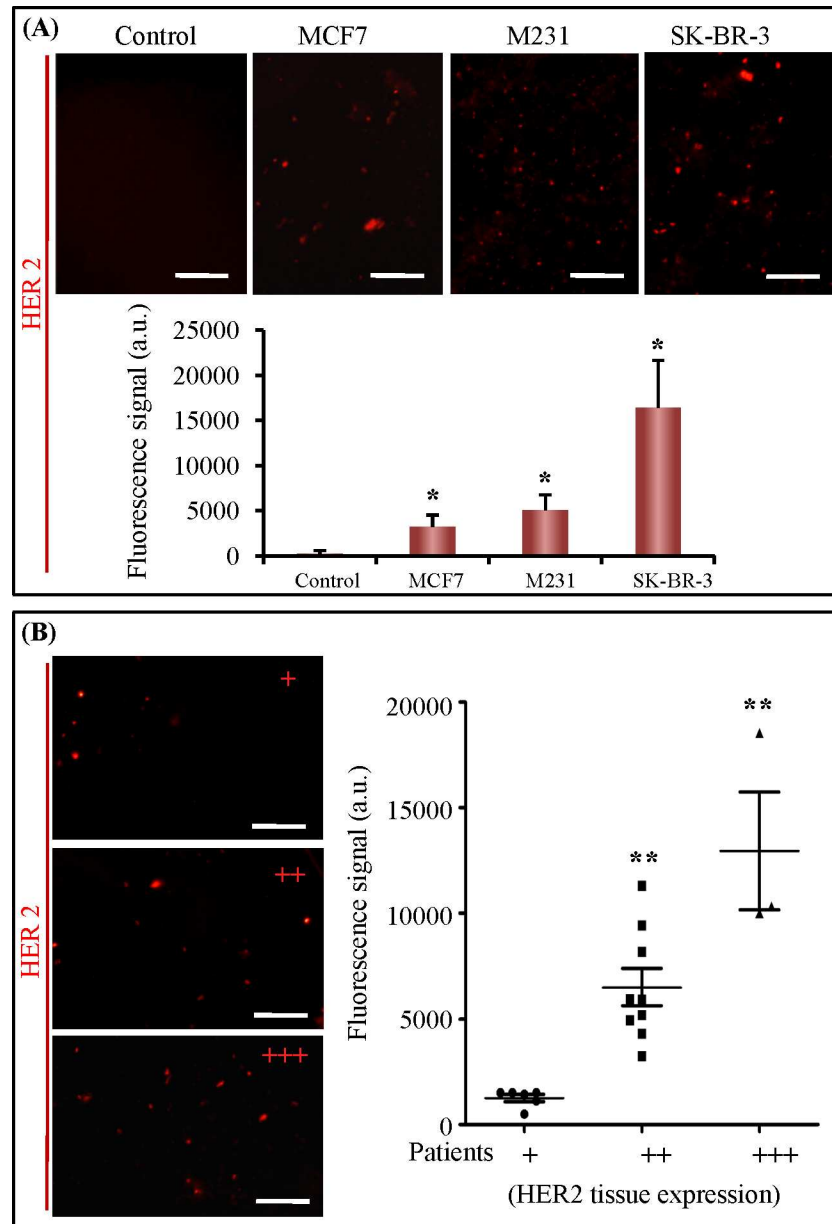 (A)
Control MCF7 M231 SK-BR-3
HER 2
Fluorescence signal (a.u.)
25000
20000
15000
10000
5000
0
* * *
Control MCF7 M231 SK-BR-3
(B)
HER 2
+
++
+++
Fluorescence signal (a.u.)
20000
15000
10000
5000
0
** **
Patients + ++ +++
(HER2 tissue expression)